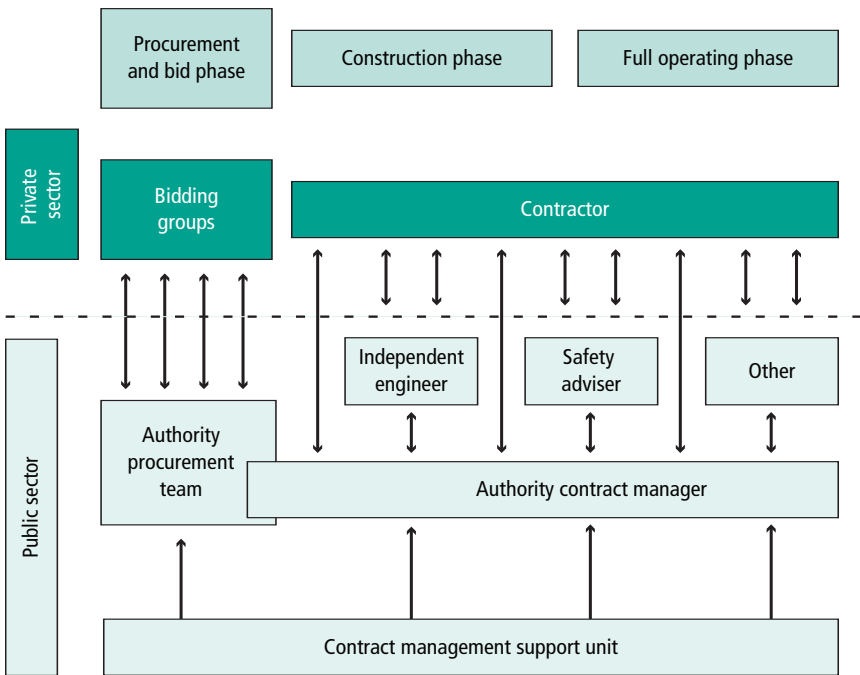 Procurement
and bid phase
Construction phase
Full operating phase
Private
sector
Bidding
groups
Contractor
Independent
engineer
Safety
adviser
Other
Authority
procurement
team
Authority contract manager
Public sector
Contract management support unit